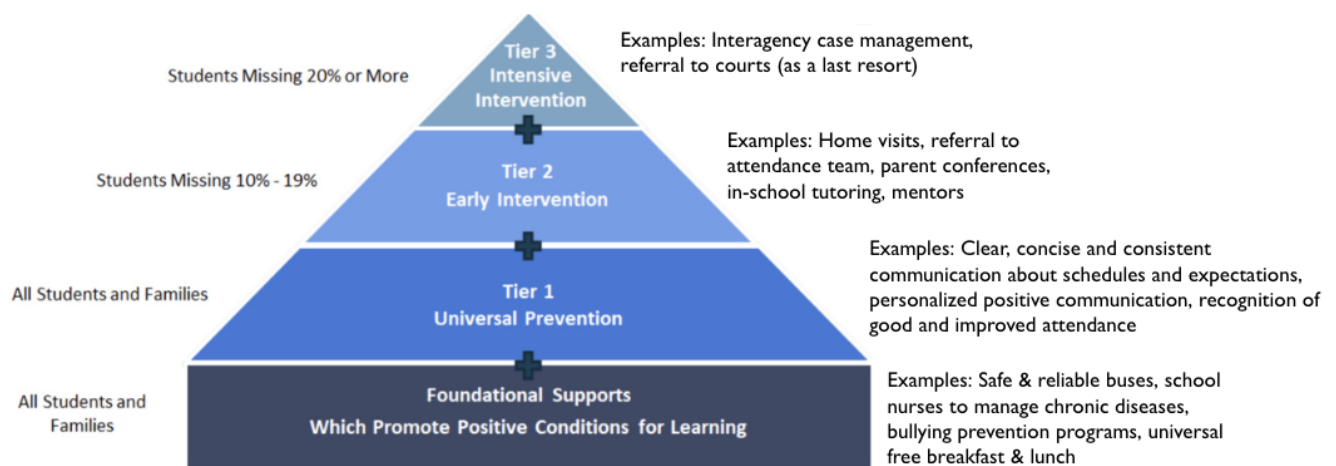 Students Missing 20% or More
Tier 3
Intensive
Intervention
Examples: Interagency case management,
referral to courts (as a last resort)
Students Missing 10% - 19%
Tier 2
Early Intervention
Examples: Home visits, referral to
attendance team, parent conferences,
in-school tutoring, mentors
All Students and Families
Tier 1
Universal Prevention
Examples: Clear, concise and consistent
communication about schedules and expectations,
personalized positive communication, recognition of
good and improved attendance
All Students and
Families
Foundational Supports
Which Promote Positive Conditions for Learning
Examples: Safe & reliable buses, school
nurses to manage chronic diseases,
bullying prevention programs, universal
free breakfast & lunch